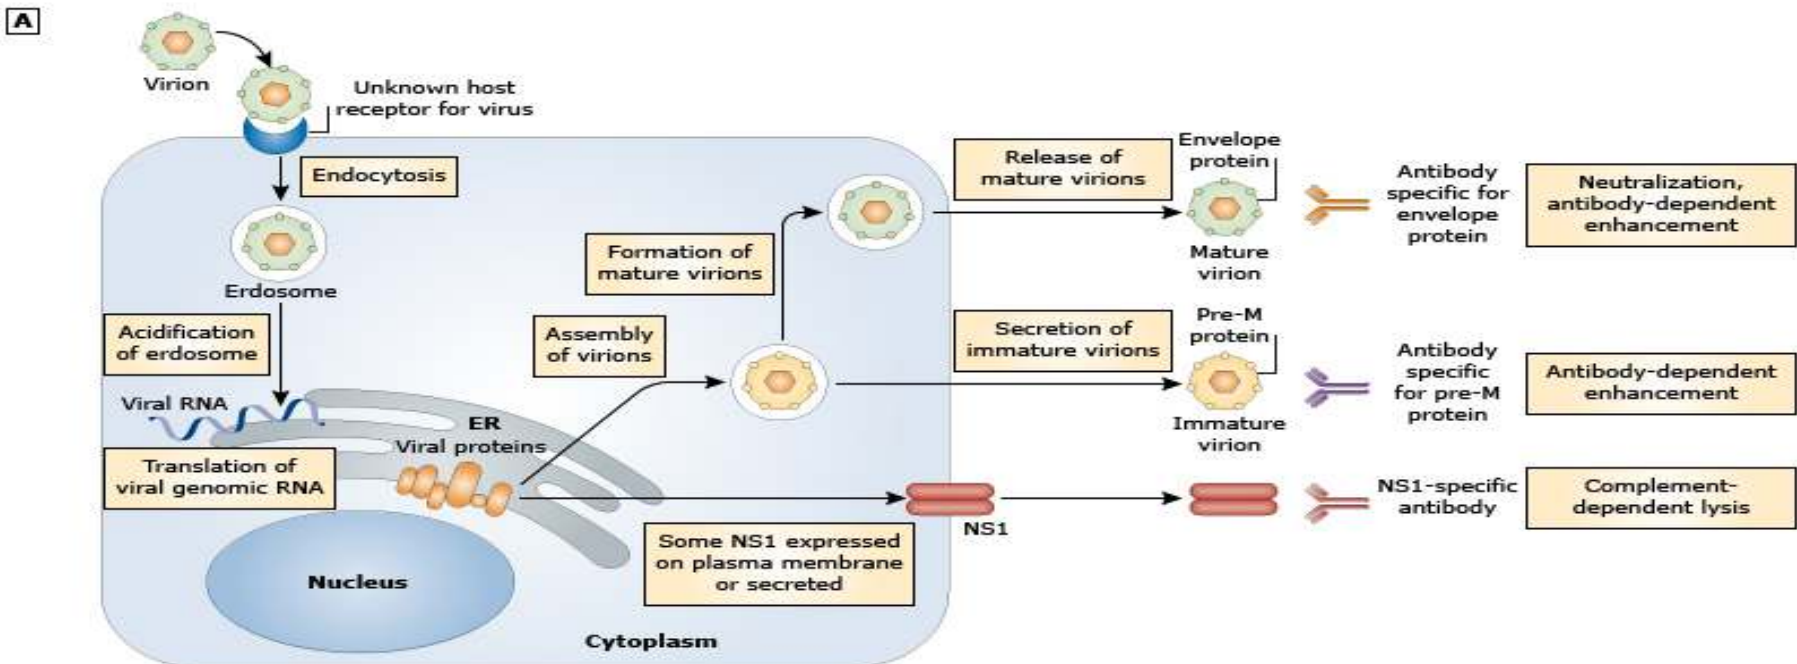 A
Virion
Unknown host
receptor for virus
Endocytosis
Erdosome
Acidification
of erdosome
Viral RNA
ER
Viral proteins
Translation of
viral genomic RNA
Nucleus
Cytoplasm
Assembly
of virions
Formation of
mature virions
Some NS1 expressed
on plasma membrane
or secreted
NS1
Release of
mature virions
Envelope
protein
Mature
virion
Antibody
specific for
envelope
protein
Neutralization,
antibody-dependent
enhancement
Secretion of
immature virions
Pre-M
protein
Immature
virion
Antibody
specific
for pre-M
protein
Antibody-dependent
enhancement
NS1-specific
antibody
Complement-
dependent lysis